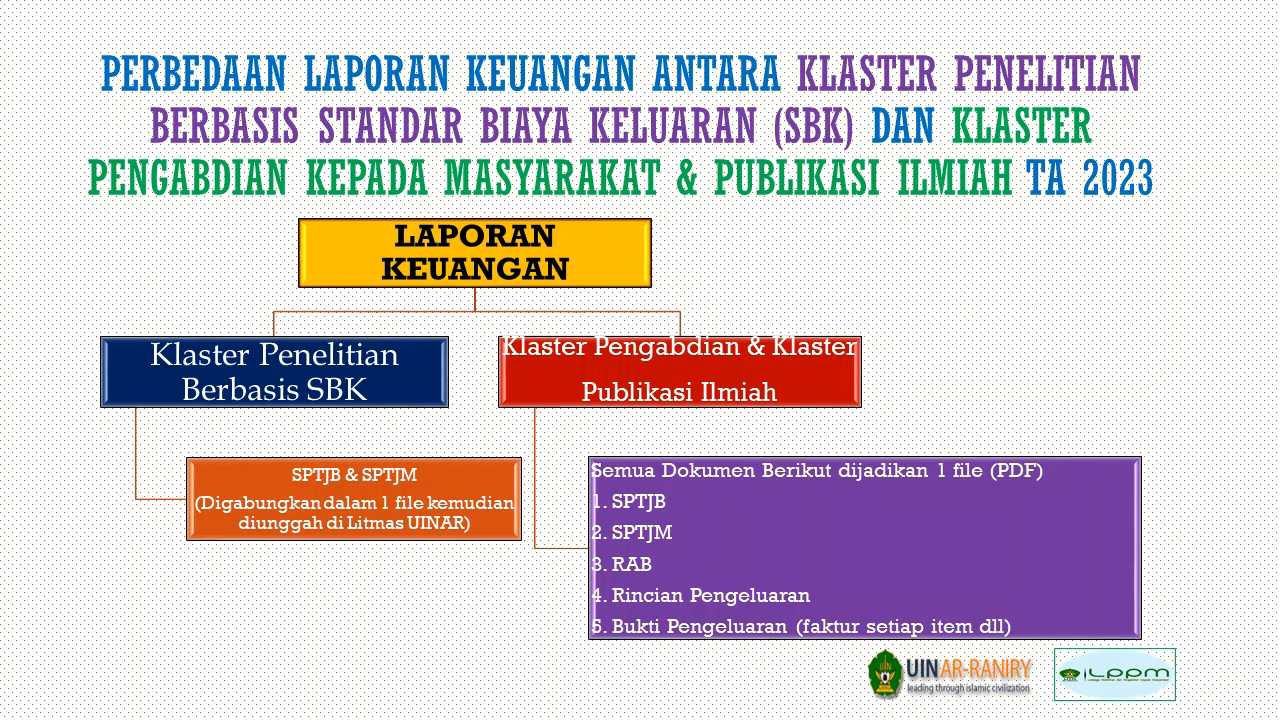 PERBEDAAN LAPORAN KEUANGAN ANTARA KLASTER PENELITIAN
BERBASIS STANDAR BIAYA KELUARAN (SBK) DAN KLASTER
PENGABDIAN KEPADA MASYARAKAT & PUBLIKASI ILMIAH TA 2023
LAPORAN
KEUANGAN
Klaster Penelitian
Berbasis SBK
Klaster Pengabdian & Klaster
Publikasi Ilmiah
SPTJB & SPTJM
(Digabungkan dalam 1 file kemudian
diunggah di Litmas UINAR)
Semua Dokumen Berikut dijadikan 1 file (PDF)
1. SPTJB
2. SPTJM
3. RAB
4. Rincian Pengeluaran
5. Bukti Pengeluaran (faktur setiap item dll)
UIN
UIN AR-RANIRY
leading through islamic civilization
LPPM